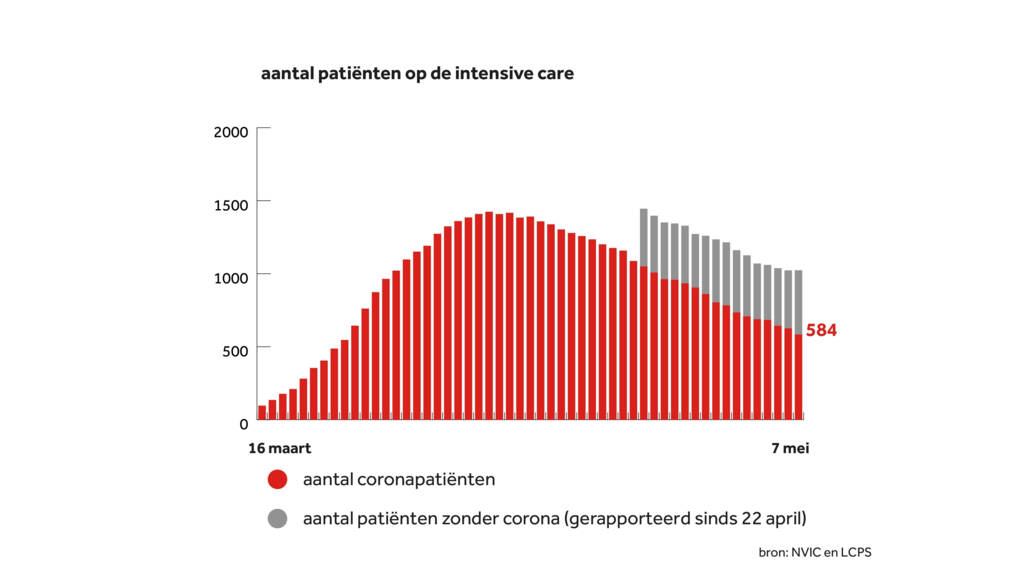 aantal patiënten op de intensive care
2000
1500
1000
500
0
584
16 maart
7 mei
aantal coronapatiënten
aantal patiënten zonder corona (gerapporteerd sinds 22 april)
bron: NVIC en LCPS